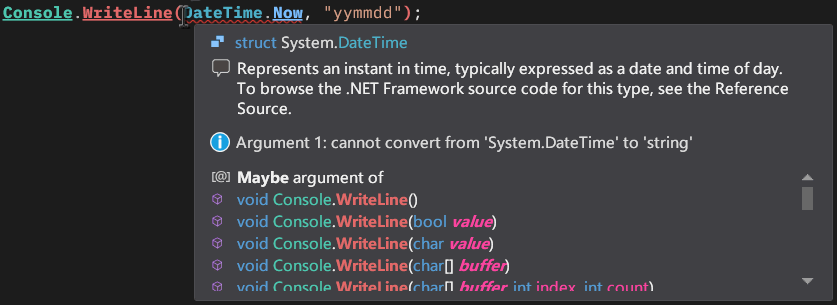 Console.WriteLine(DateTime.Now, "yymmdd");
struct System.DateTime
Represents an instant in time, typically expressed as a date and time of day.
To browse the .NET Framework source code for this type, see the Reference
Source.
Argument 1: cannot convert from 'System.DateTime' to 'string'
[@] Maybe argument of
void Console.WriteLine()
void Console.WriteLine(bool value)
void Console.WriteLine(char value)
void Console.WriteLine(char[] buffer)
void Console.WriteLine(char[] buffer, int index, int count)